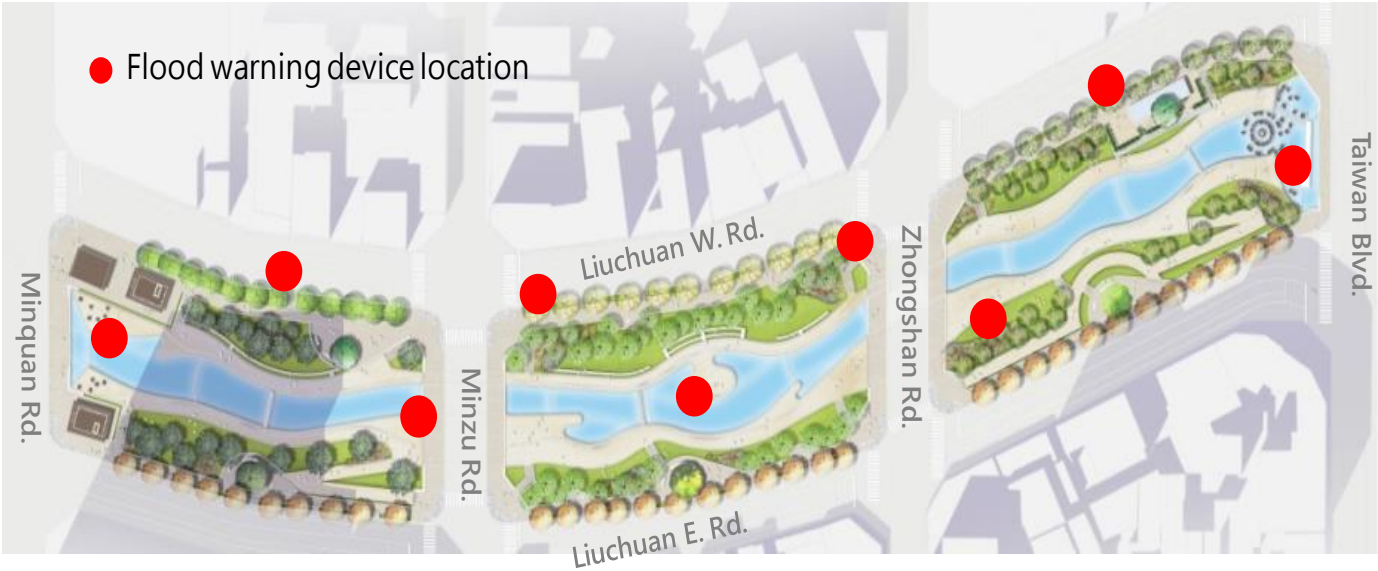 Flood warning device location
Liuchuan W. Rd.
Minquan Rd.
Minzu Rd.
Zhongshan Rd.
Taiwan Blvd.
Liuchuan E. Rd.